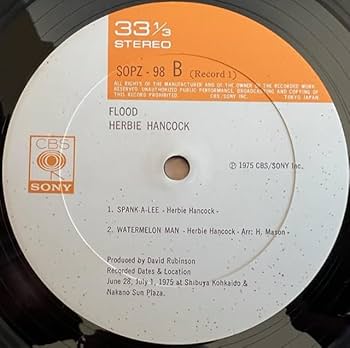 33 1/3
STEREO
SOPZ - 98 B (Record 1)
ALL RIGHTS OF THE MANUFACTURER AND OF THE OWNER OF THE RECORDED WORK
RESERVED. UNAUTHORIZED PUBLIC PERFORMANCE, BROADCASTING AND COPYING OF
THIS RECORD PROHIBITED. CBS/SONY INC. TOKYO JAPAN.
FLOOD
HERBIE HANCOCK
CBS
SONY
℗ 1975 CBS/SONY Inc.
1. SPANK-A-LEE - Herbie Hancock -
2. WATERMELON MAN - Herbie Hancock - Arr: H. Mason -
Produced by David Rubinson
Recorded Dates & Location
June 28, July 1, 1975 at Shibuya Kohkaido &
Nakano Sun Plaza.